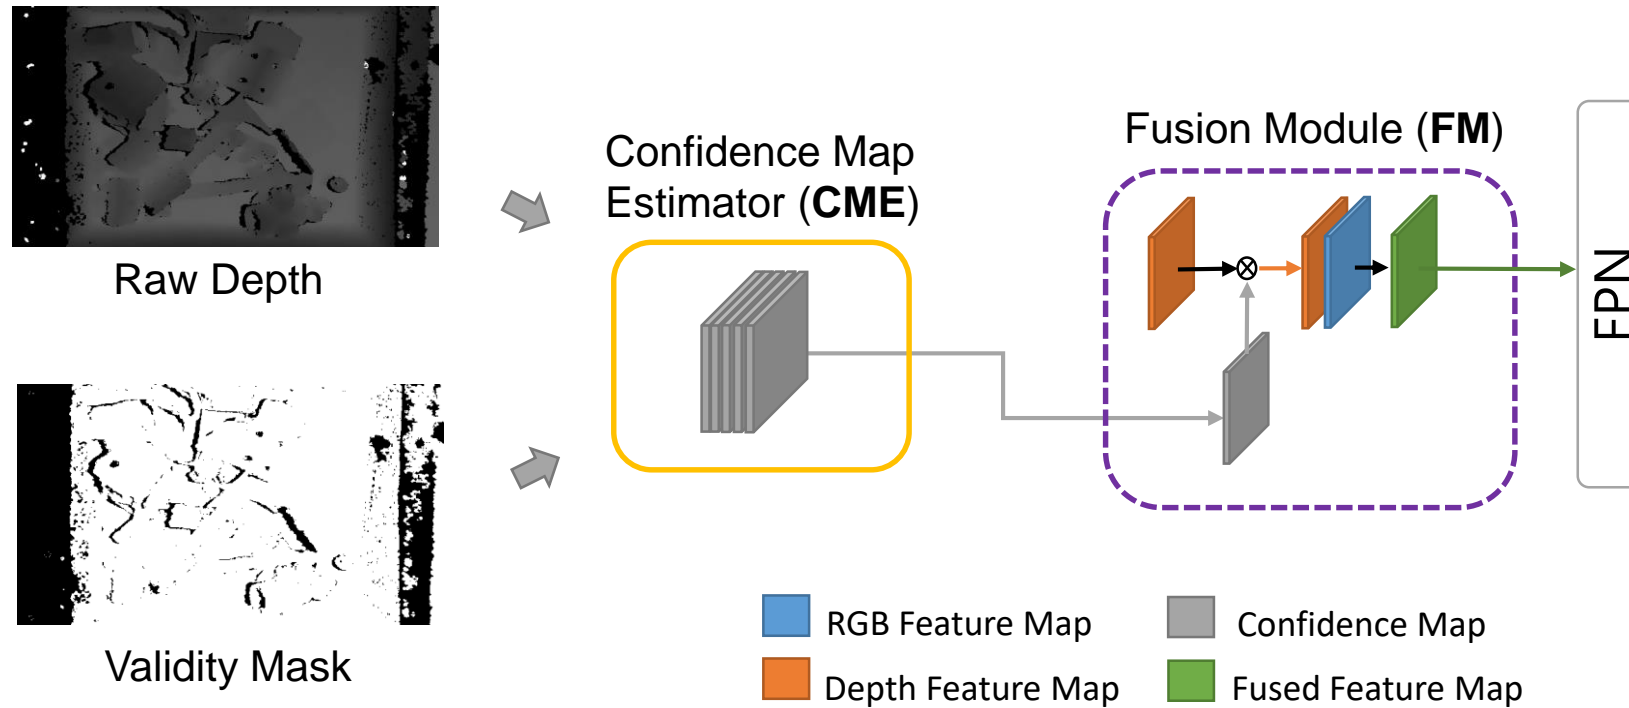 Raw Depth
Validity Mask
Confidence Map
Estimator (CME)
Fusion Module (FM)
FPN
RGB Feature Map
Confidence Map
Depth Feature Map
Fused Feature Map